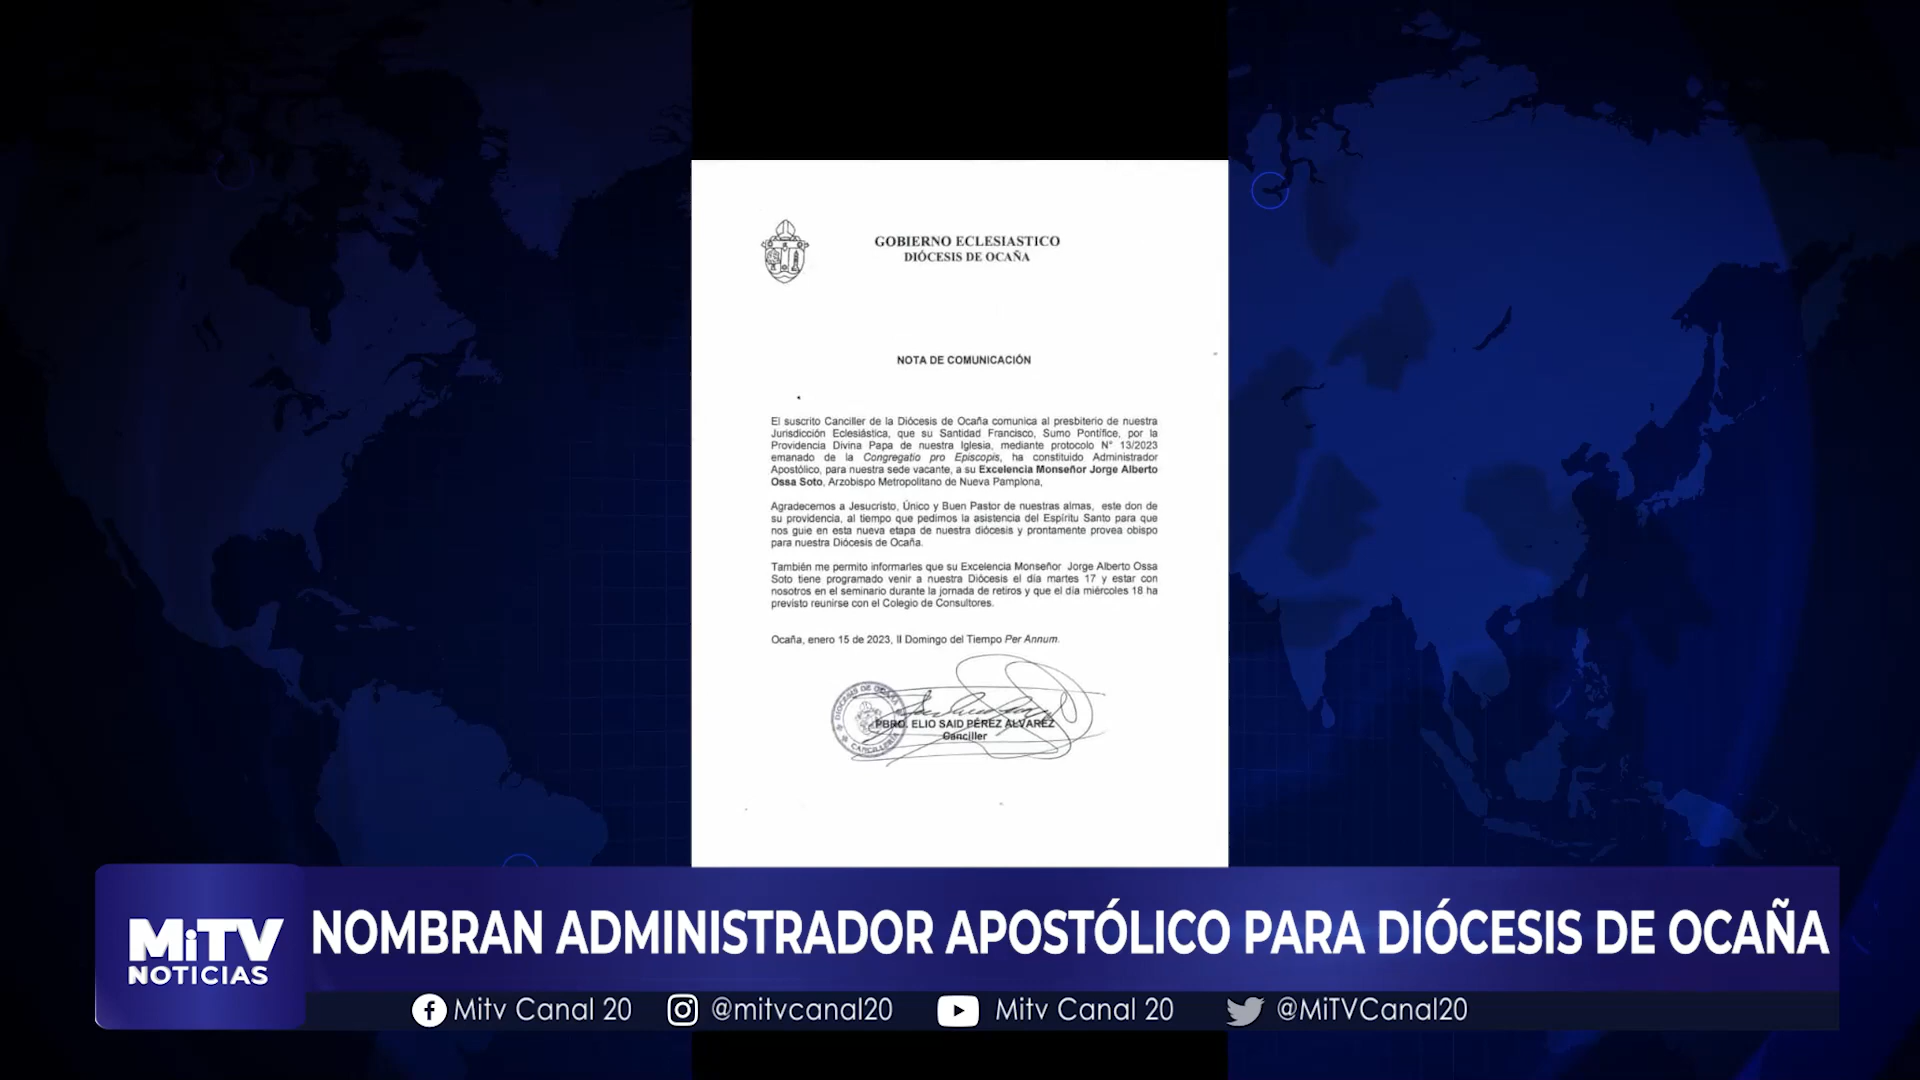 GOBIERNO ECLESIASTICO
DIÓCESIS DE OCAÑA
NOTA DE COMUNICACIÓN
El suscrito Canciller de la Diócesis de Ocaña comunica al presbiterio de nuestra
Jurisdicción Eclesiástica, que su Santidad Francisco, Sumo Pontífice, por la
Providencia Divina Papa de nuestra Iglesia, mediante protocolo N° 13/2023
emanado de la Congregatio pro Episcopis, ha constituido Administrador
Apostólico, para nuestra sede vacante, a su Excelencia Monseñor Jorge Alberto
Ossa Soto, Arzobispo Metropolitano de Nueva Pamplona,
Agradecemos a Jesucristo, Único y Buen Pastor de nuestras almas, este don de
su providencia, al tiempo que pedimos la asistencia del Espíritu Santo para que
nos guie en esta nueva etapa de nuestra diócesis y prontamente provea obispo
para nuestra Diócesis de Ocaña.
También me permito informarles que su Excelencia Monseñor Jorge Alberto Ossa
Soto tiene programado venir a nuestra Diócesis el día martes 17 y estar con
nosotros en el seminario durante la jornada de retiros y que el día miércoles 18 ha
previsto reunirse con el Colegio de Consultores.
Ocaña, enero 15 de 2023, II Domingo del Tiempo Per Annum.
DIÓCESIS DE OCAÑA
CANCILLERÍA
PBRO. ELIO SAID PÉREZ ÁLVAREZ
Canciller
MiTV
NOTICIAS
NOMBRAN ADMINISTRADOR APOSTÓLICO PARA DIÓCESIS DE OCAÑA
Mitv Canal 20 @mitvcanal20 Mitv Canal 20 @MiTVCanal20